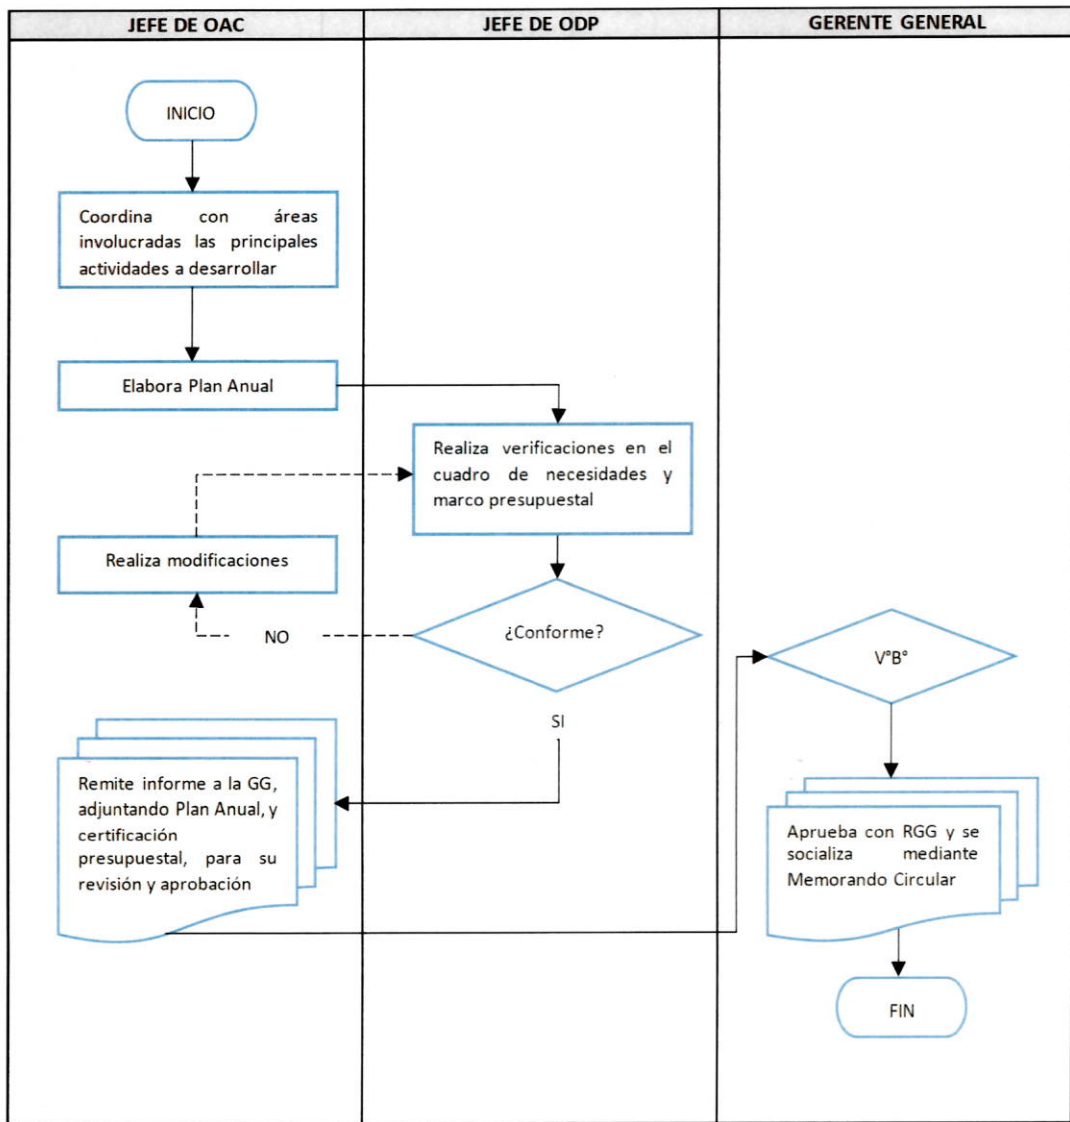 JEFE DE OAC
JEFE DE ODP
GERENTE GENERAL
INICIO
Coordina con áreas
involucradas las principales
actividades a desarrollar
Elabora Plan Anual
Realiza verificaciones en el
cuadro de necesidades y
marco presupuestal
Realiza modificaciones
¿Conforme?
NO
SI
Remite informe a la GG,
adjuntando Plan Anual, y
certificación
presupuestal, para su
revisión y aprobación
V°B°
Aprueba con RGG y se
socializa mediante
Memorando Circular
FIN